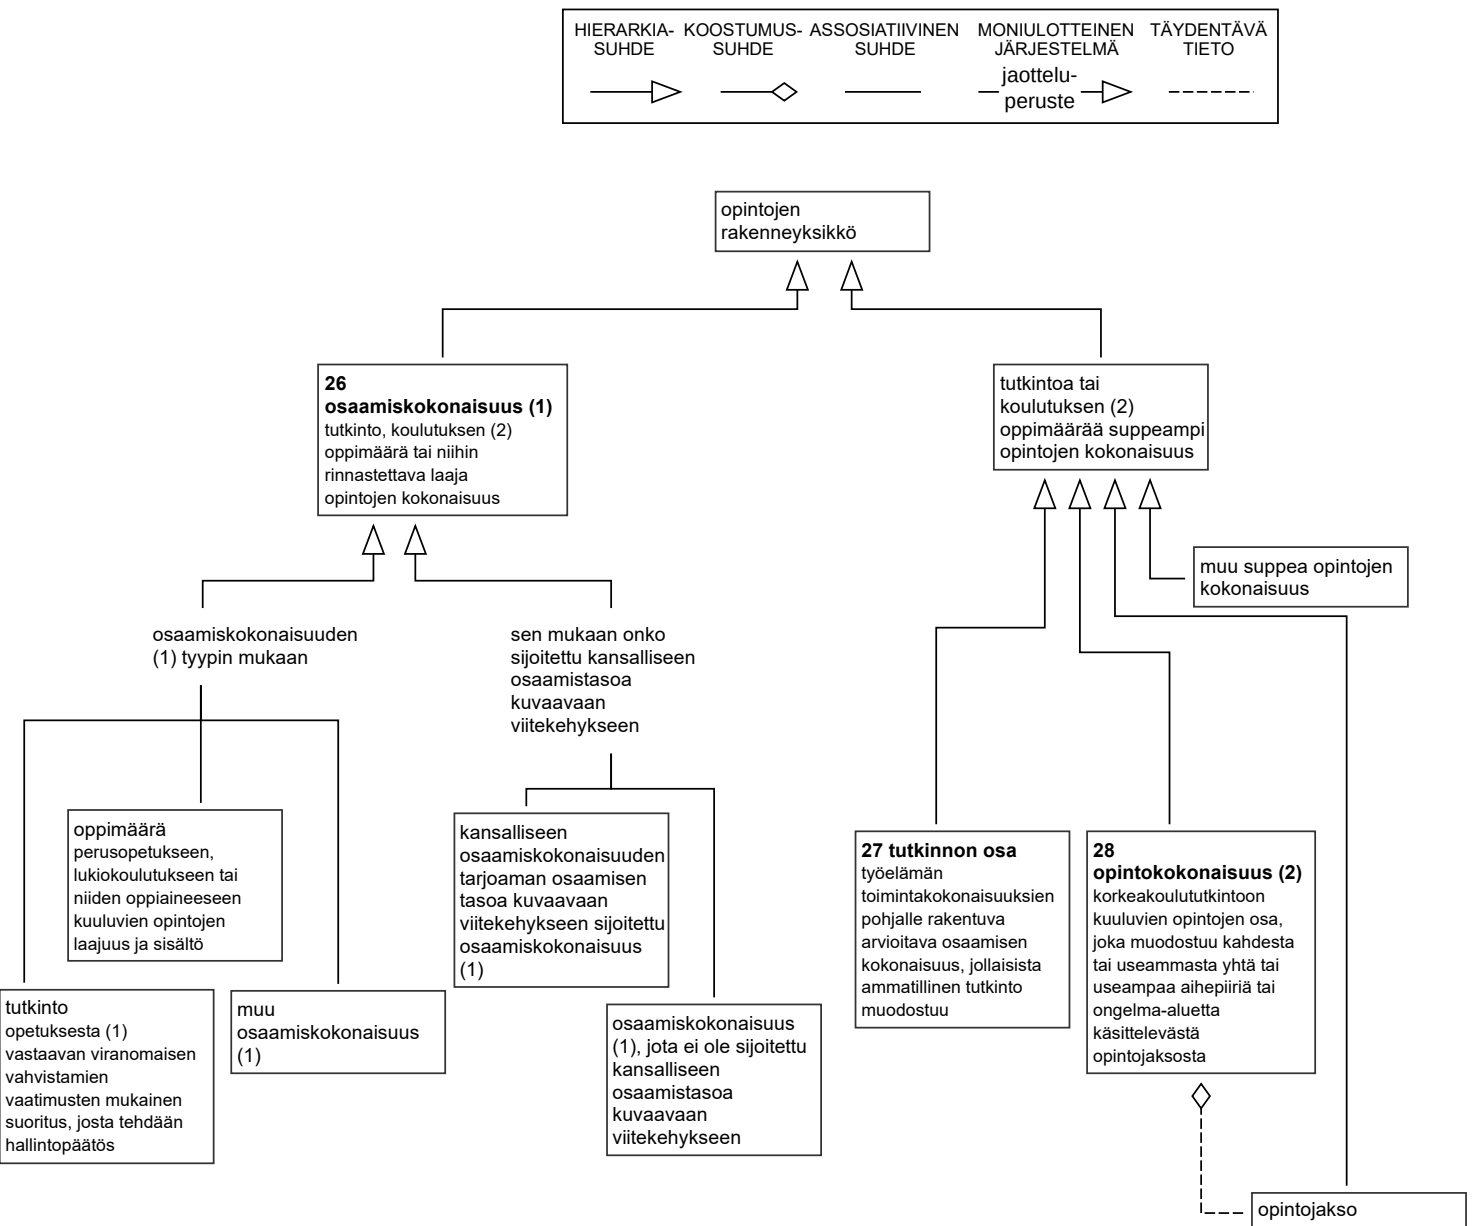 HIERARKIA-
SUHDE
KOOSTUMUS-
SUHDE
ASSOSIATIIVINEN
SUHDE
MONIULOTTEINEN
JÄRJESTELMÄ
jaottelu-
peruste
TÄYDENTÄVÄ
TIETO
opintojen
rakenneyksikkö
26
osaamiskokonaisuus (1)
tutkinto, koulutuksen (2)
oppimäärä tai niihin
rinnastettava laaja
opintojen kokonaisuus
tutkintoa tai
koulutuksen (2)
oppimäärää suppeampi
opintojen kokonaisuus
muu suppea opintojen
kokonaisuus
osaamiskokonaisuuden
(1) tyypin mukaan
sen mukaan onko
sijoitettu kansalliseen
osaamistasoa
kuvaavaan
viitekehykseen
oppimäärä
perusopetukseen,
lukiokoulutukseen tai
niiden oppiaineeseen
kuuluvien opintojen
laajuus ja sisältö
kansalliseen
osaamiskokonaisuuden
tarjoaman osaamisen
tasoa kuvaavaan
viitekehykseen sijoitettu
osaamiskokonaisuus
(1)
27 tutkinnon osa
työelämän
toimintakokonaisuuksien
pohjalle rakentuva
arvioitava osaamisen
kokonaisuus, jollaisista
ammatillinen tutkinto
muodostuu
28
opintokokonaisuus (2)
korkeakoulututkintoon
kuuluvien opintojen osa,
joka muodostuu kahdesta
tai useammasta yhtä tai
useampaa aihepiiriä tai
ongelma-aluetta
käsittelevästä
opintojaksosta
tutkinto
opetuksesta (1)
vastaavan viranomaisen
vahvistamien
vaatimusten mukainen
suoritus, josta tehdään
hallintopäätös
muu
osaamiskokonaisuus
(1)
osaamiskokonaisuus
(1), jota ei ole sijoitettu
kansalliseen
osaamistasoa
kuvaavaan
viitekehykseen
opintojakso